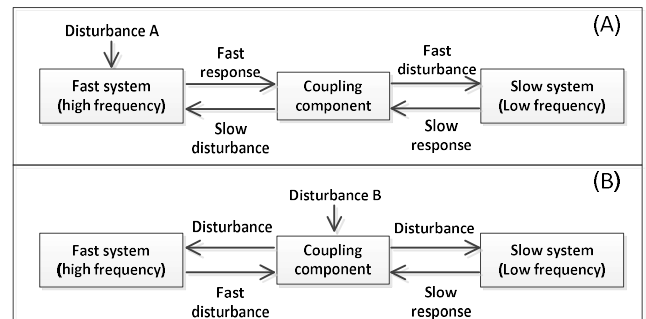 (A)
Disturbance A
Fast
response
Fast
disturbance
Fast system
(high frequency)
Coupling
component
Slow system
(Low frequency)
Slow
disturbance
Slow
response
(B)
Disturbance B
Disturbance
Disturbance
Fast system
(high frequency)
Coupling
component
Slow system
(Low frequency)
Fast
disturbance
Slow
response